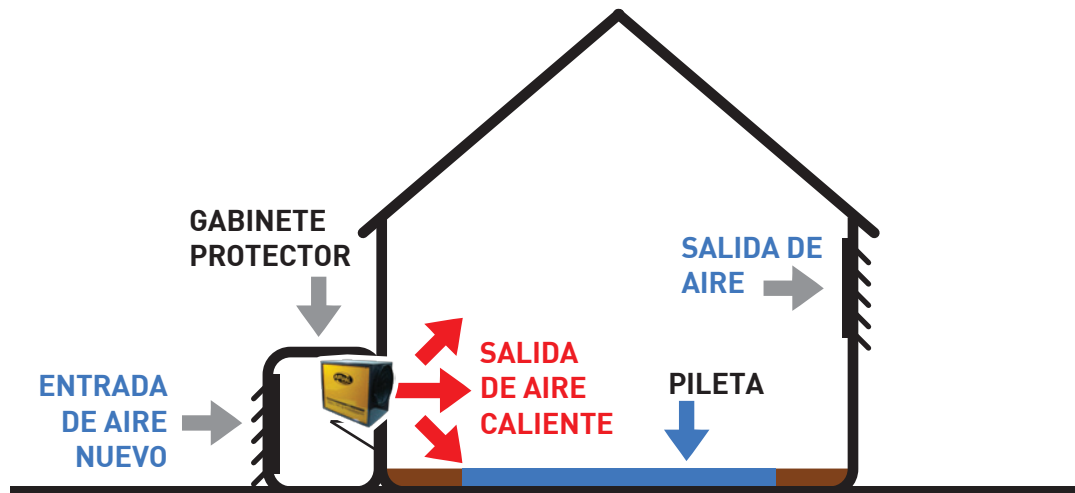 GABINETE
PROTECTOR
SALIDA DE
AIRE
ENTRADA
DE AIRE
NUEVO
SALIDA
DE AIRE
CALIENTE
PILETA